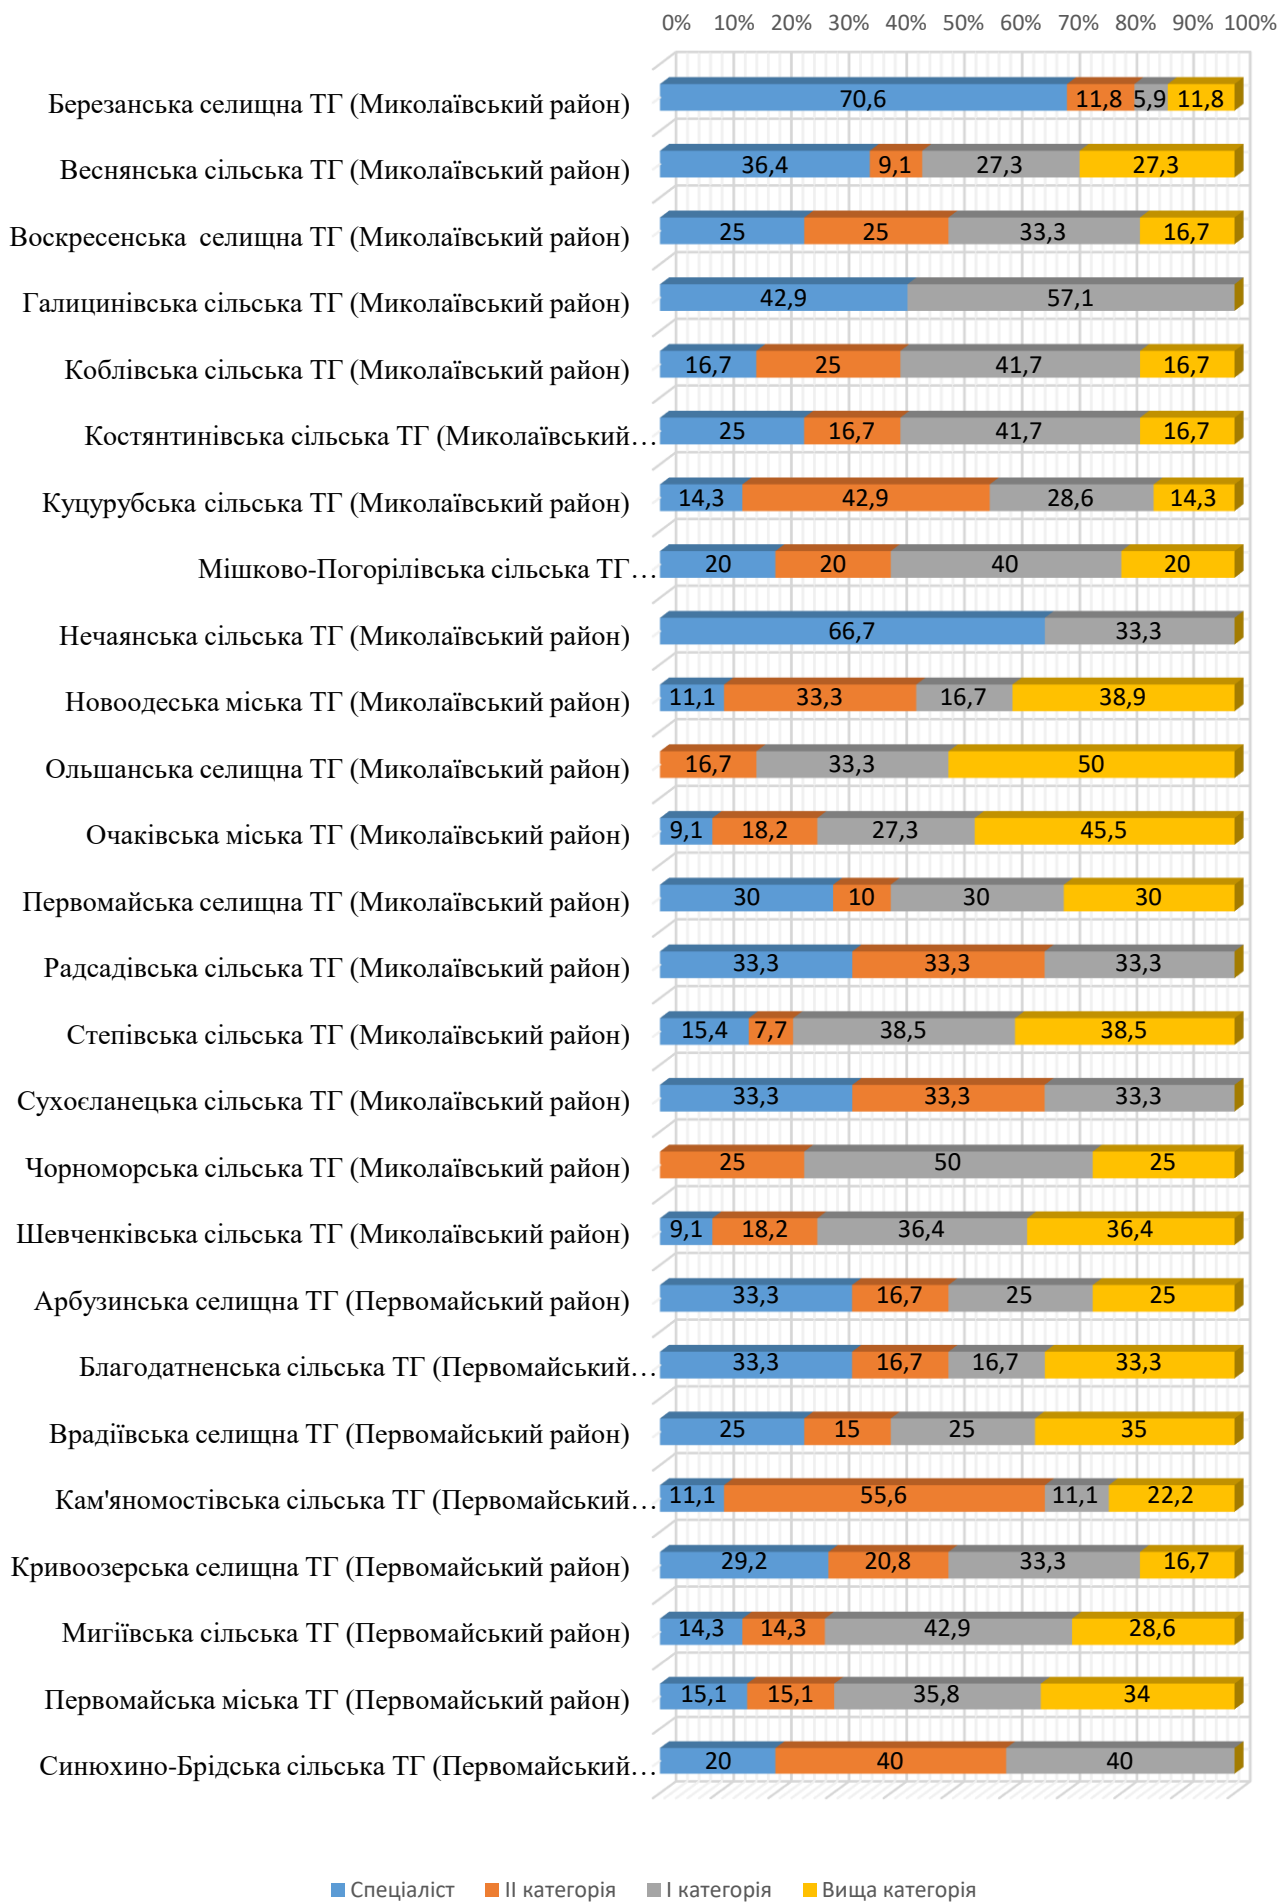 0% 10% 20% 30% 40% 50% 60% 70% 80% 90% 100%
Березанська селищна ТГ (Миколаївський район) 70,6 11,8 5,9 11,8
Веснянська сільська ТГ (Миколаївський район) 36,4 9,1 27,3 27,3
Воскресенська селищна ТГ (Миколаївський район) 25 25 33,3 16,7
Галицинівська сільська ТГ (Миколаївський район) 42,9 57,1
Коблівська сільська ТГ (Миколаївський район) 16,7 25 41,7 16,7
Костянтинівська сільська ТГ (Миколаївський… 25 16,7 41,7 16,7
Куцурубська сільська ТГ (Миколаївський район) 14,3 42,9 28,6 14,3
Мішково-Погорілівська сільська ТГ… 20 20 40 20
Нечаянська сільська ТГ (Миколаївський район) 66,7 33,3
Новоодеська міська ТГ (Миколаївський район) 11,1 33,3 16,7 38,9
Ольшанська селищна ТГ (Миколаївський район) 16,7 33,3 50
Очаківська міська ТГ (Миколаївський район) 9,1 18,2 27,3 45,5
Первомайська селищна ТГ (Миколаївський район) 30 10 30 30
Радсадівська сільська ТГ (Миколаївський район) 33,3 33,3 33,3
Степівська сільська ТГ (Миколаївський район) 15,4 7,7 38,5 38,5
Сухоєланецька сільська ТГ (Миколаївський район) 33,3 33,3 33,3
Чорноморська сільська ТГ (Миколаївський район) 25 50 25
Шевченківська сільська ТГ (Миколаївський район) 9,1 18,2 36,4 36,4
Арбузинська селищна ТГ (Первомайський район) 33,3 16,7 25 25
Благодатненська сільська ТГ (Первомайський… 33,3 16,7 16,7 33,3
Врадіївська селищна ТГ (Первомайський район) 25 15 25 35
Кам'яномостівська сільська ТГ (Первомайський… 11,1 55,6 11,1 22,2
Кривоозерська селищна ТГ (Первомайський район) 29,2 20,8 33,3 16,7
Мигіївська сільська ТГ (Первомайський район) 14,3 14,3 42,9 28,6
Первомайська міська ТГ (Первомайський район) 15,1 15,1 35,8 34
Синюхино-Брідська сільська ТГ (Первомайський… 20 40 40
Спеціаліст ІІ категорія І категорія Вища категорія